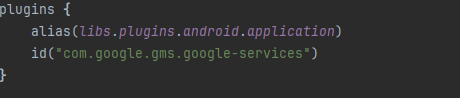 plugins {
    alias(libs.plugins.android.application)
    id("com.google.gms.google-services")
}